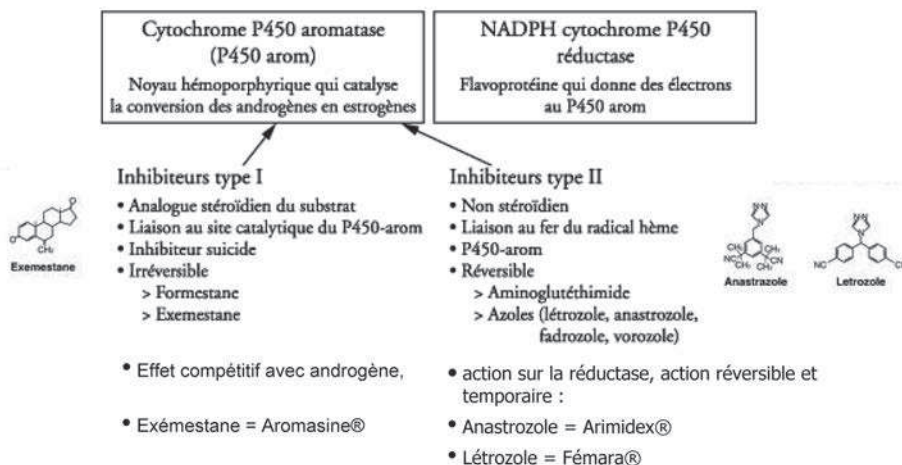 Cytochrome P450 aromatase
(P450 arom)
Noyau hémoporphyrique qui catalyse
la conversion des androgènes en estrogènes
NADPH cytochrome P450
réductase
Flavoprotéine qui donne des électrons
au P450 arom
Inhibiteurs type I
• Analogue stéroïdien du substrat
• Liaison au site catalytique du P450-arom
• Inhibiteur suicide
• Irréversible
> Formestane
> Exemestane
• Effet compétitif avec androgène,
• Exémestane = Aromasine®
Inhibiteurs type II
• Non stéroïdien
• Liaison au fer du radical hème
• P450-arom
• Réversible
> Aminoglutéthimide
> Azoles (létrozole, anastrozole,
fadrozole, vorozole)
• action sur la réductase, action réversible et
temporaire :
• Anastrozole = Arimidex®
• Létrozole = Fémara®
O
O
CH₂
Exemestane
Anastrazole
Letrozole